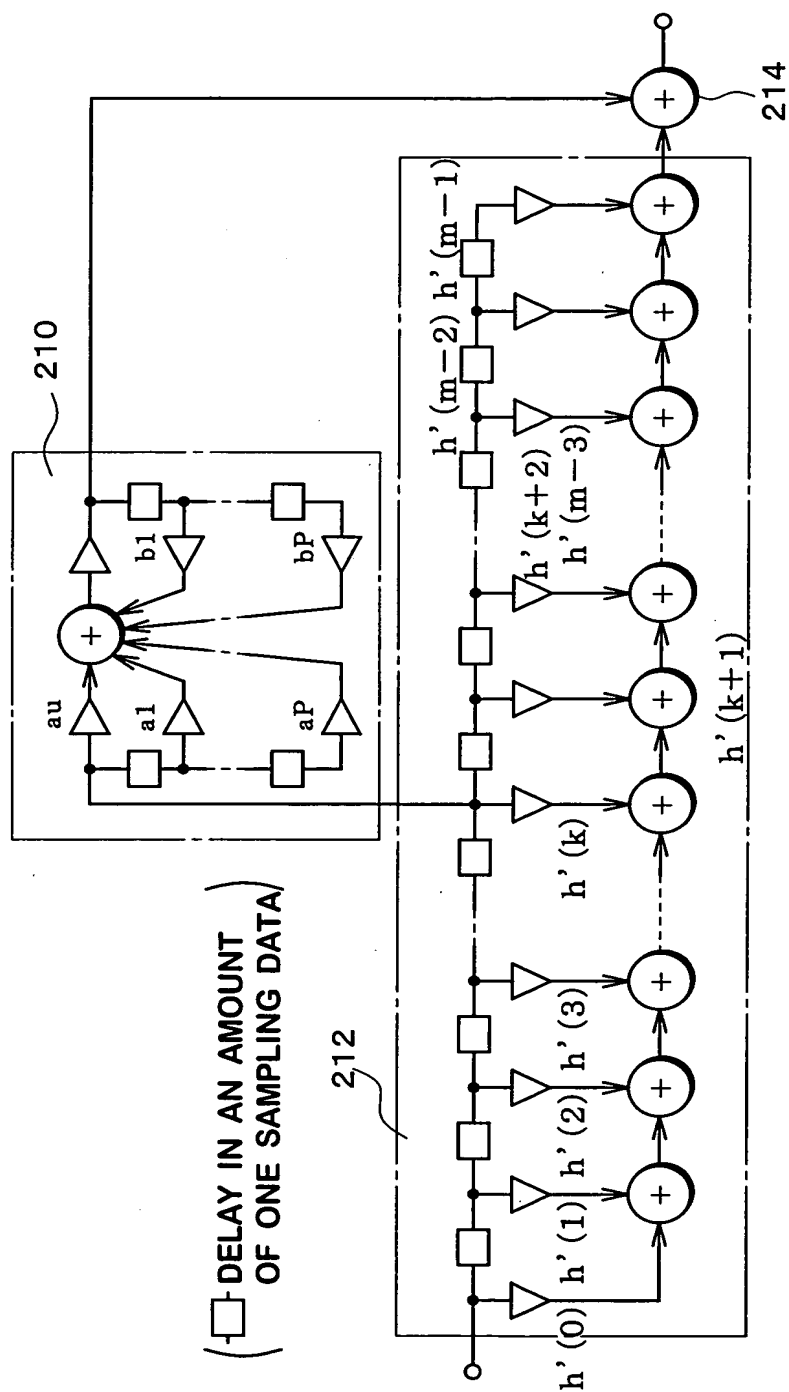 210
au
a1
aP
b1
bP
DELAY IN AN AMOUNT
OF ONE SAMPLING DATA
212
h'(0)
h'(1)
h'(2)
h'(3)
h'(k)
h'(k+1)
h'(k+2)
h'(m-3)
h'(m-2)
h'(m-1)
+
+
+
+
+
+
+
+
+
+
+
214